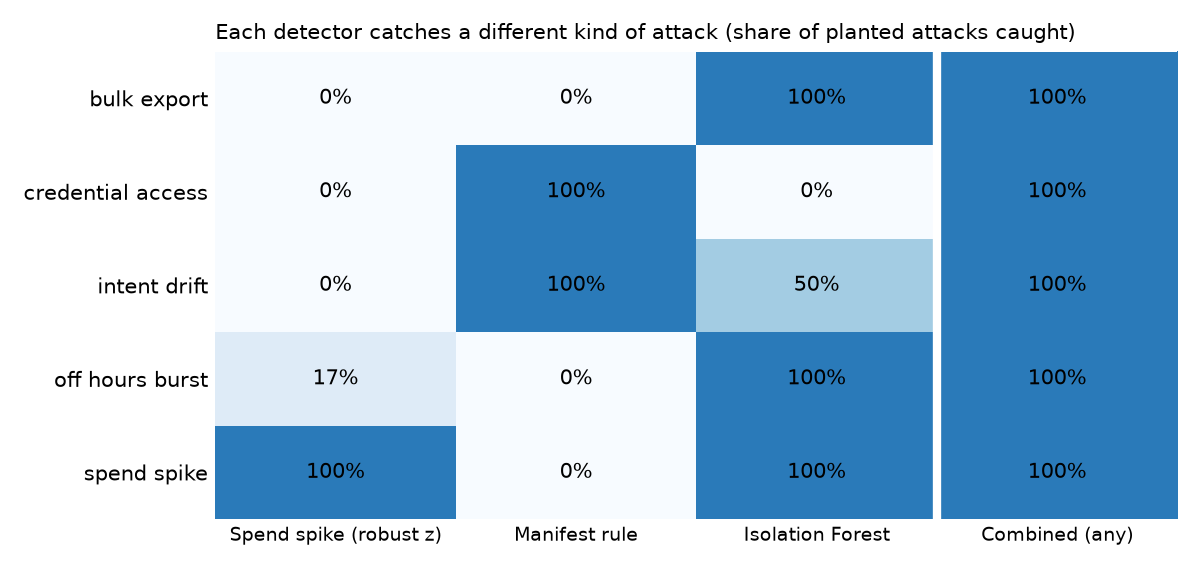 Each detector catches a different kind of attack (share of planted attacks caught)
bulk export 0% 0% 100% 100%
credential access 0% 100% 0% 100%
intent drift 0% 100% 50% 100%
off hours burst 17% 0% 100% 100%
spend spike 100% 0% 100% 100%
Spend spike (robust z) Manifest rule Isolation Forest Combined (any)